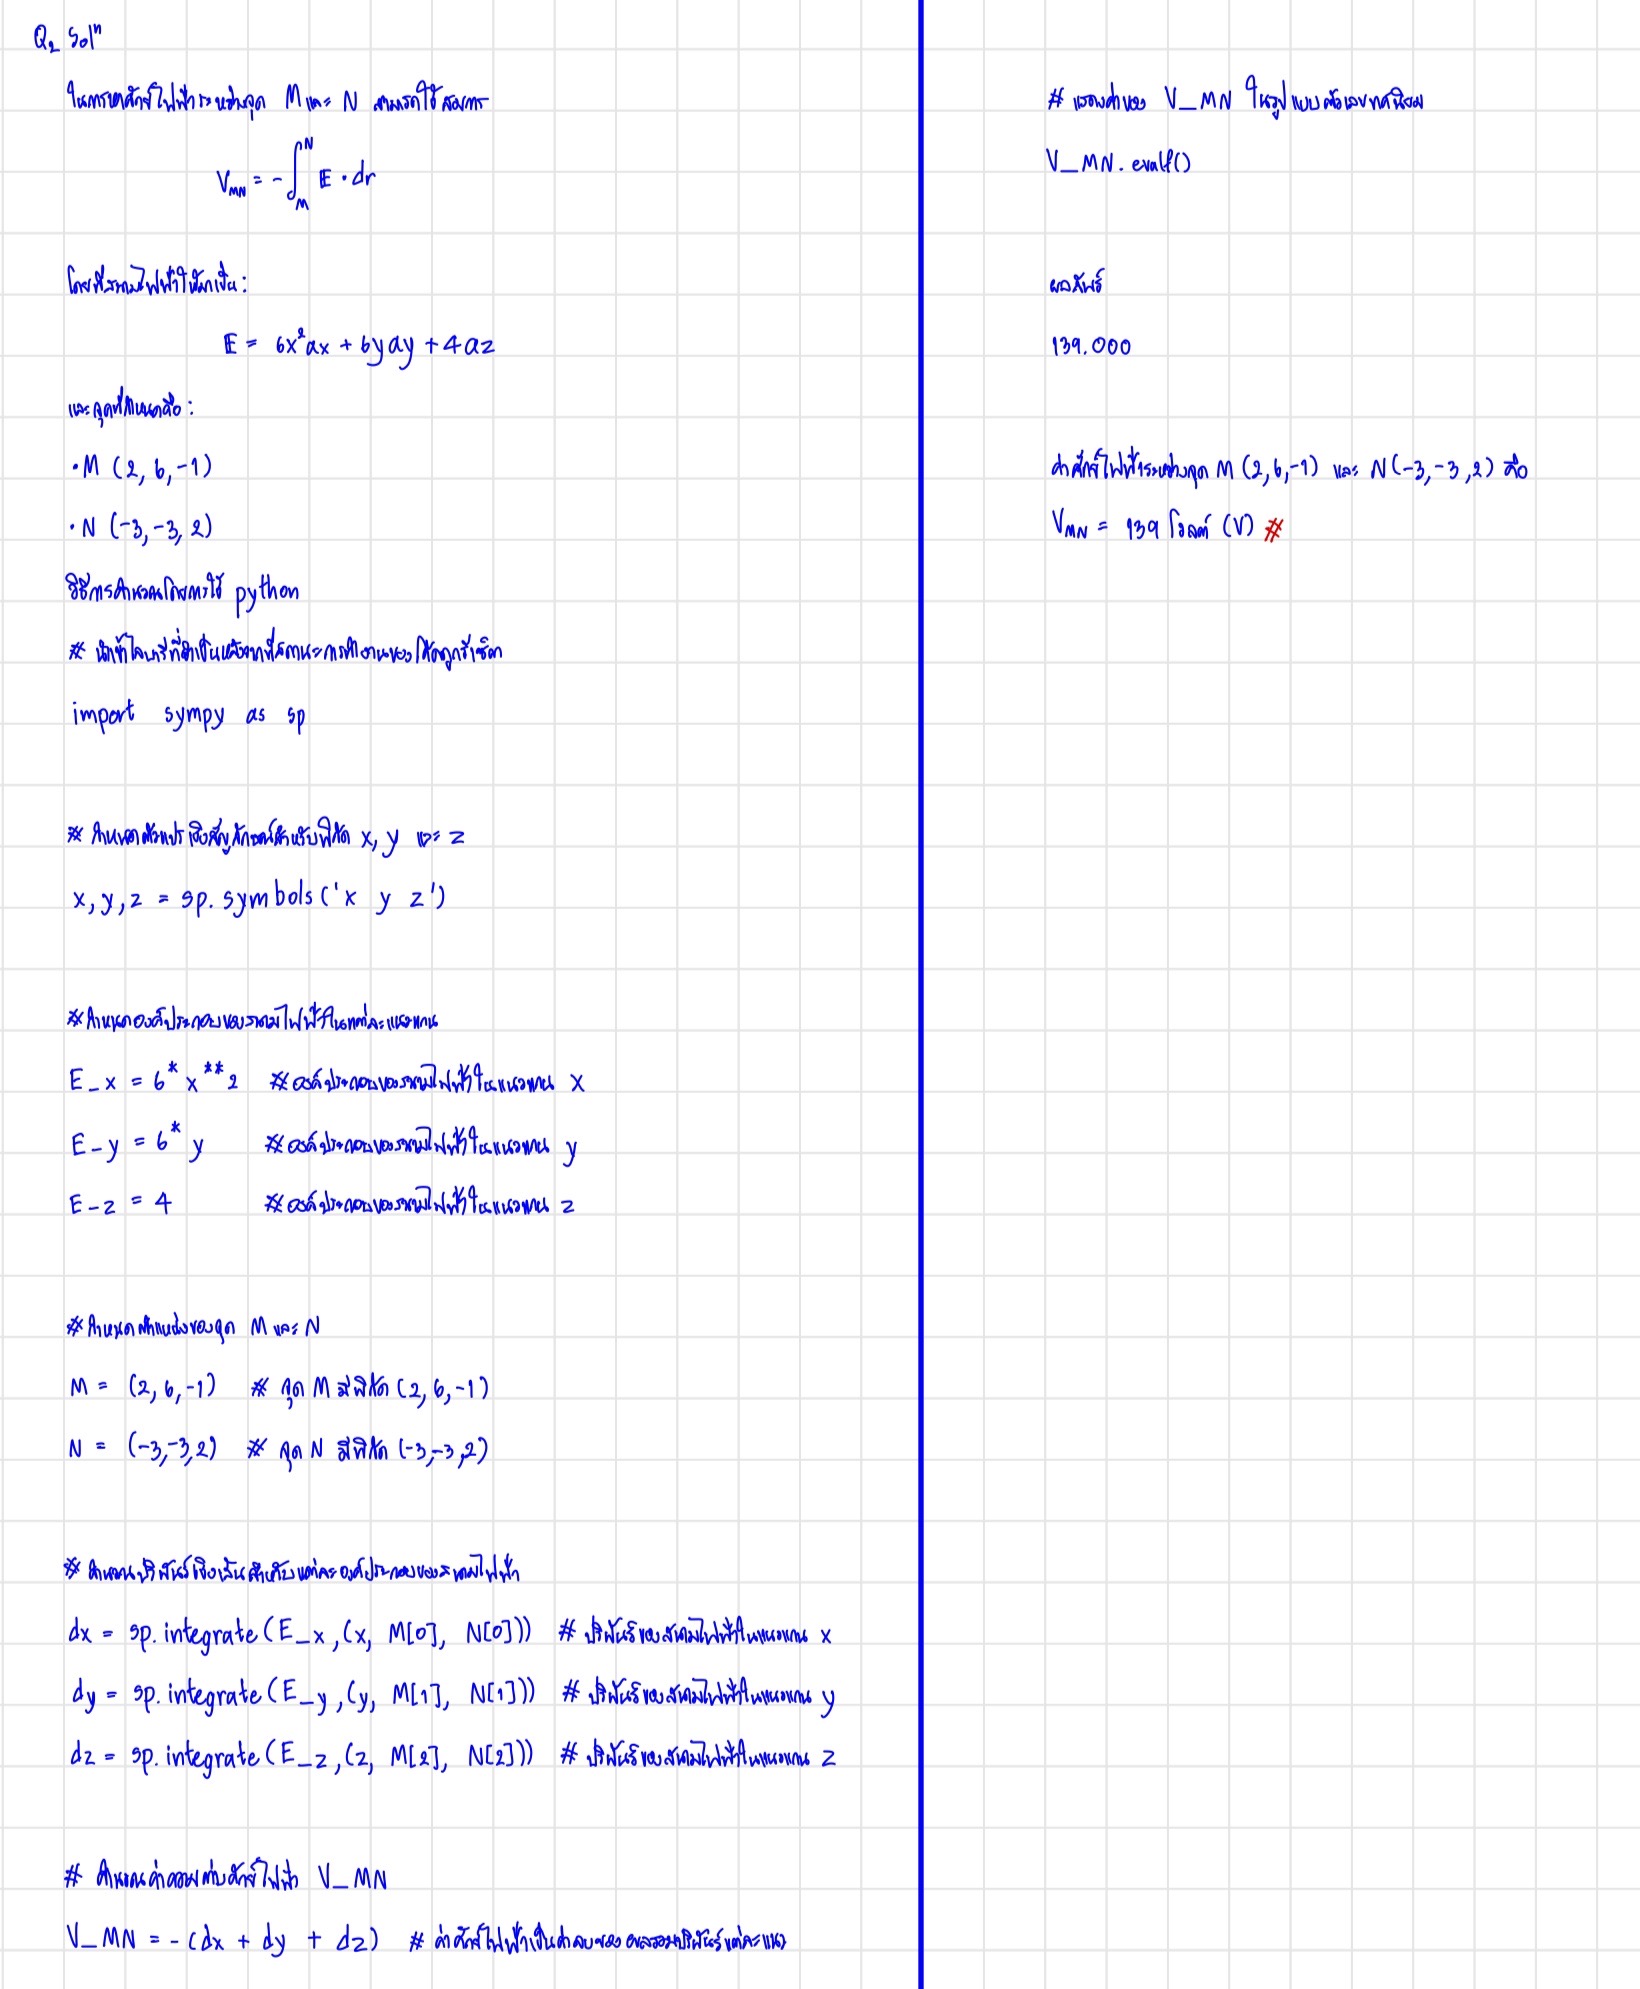 Q₂ Solⁿ
ในการหาศักย์ไฟฟ้าระหว่างจุด M และ N สามารถใช้สมการ
V_MN = -∫_M^N E · dr
โดยที่สนามไฟฟ้าให้มาเป็น:
E = 6x²ax + 6yay + 4az
และจุดที่กำหนดคือ:
• M (2, 6, -1)
• N (-3, -3, 2)
วิธีการคำนวณโดยการใช้ python
# นำเข้าไลบรารีที่จำเป็นหลังจากที่สถานะการทำงานของโค้ดถูกรีเซ็ต
import sympy as sp
# กำหนดตัวแปรเชิงสัญลักษณ์สำหรับพิกัด x, y และ z
x, y, z = sp.symbols('x y z')
# กำหนดองค์ประกอบของสนามไฟฟ้าในแต่ละแนวแกน
E_x = 6*x**2 # องค์ประกอบของสนามไฟฟ้าในแนวแกน x
E_y = 6*y # องค์ประกอบของสนามไฟฟ้าในแนวแกน y
E_z = 4 # องค์ประกอบของสนามไฟฟ้าในแนวแกน z
# กำหนดตำแหน่งของจุด M และ N
M = (2, 6, -1) # จุด M มีพิกัด (2, 6, -1)
N = (-3, -3, 2) # จุด N มีพิกัด (-3, -3, 2)
# คำนวณปริพันธ์เชิงเส้นสำหรับแต่ละองค์ประกอบของสนามไฟฟ้า
dx = sp.integrate(E_x, (x, M[0], N[0])) # ปริพันธ์ของสนามไฟฟ้าในแนวแกน x
dy = sp.integrate(E_y, (y, M[1], N[1])) # ปริพันธ์ของสนามไฟฟ้าในแนวแกน y
dz = sp.integrate(E_z, (z, M[2], N[2])) # ปริพันธ์ของสนามไฟฟ้าในแนวแกน z
# คำนวณค่าความต่างศักย์ไฟฟ้า V_MN
V_MN = -(dx + dy + dz) # ค่าศักย์ไฟฟ้าเป็นค่าลบของผลรวมปริพันธ์แต่ละแนว
# แสดงค่าของ V_MN ในรูปแบบตัวเลขทศนิยม
V_MN.evalf()
ผลลัพธ์
139.000
ค่าศักย์ไฟฟ้าระหว่างจุด M (2, 6, -1) และ N (-3, -3, 2) คือ
V_MN = 139 โวลต์ (V) #